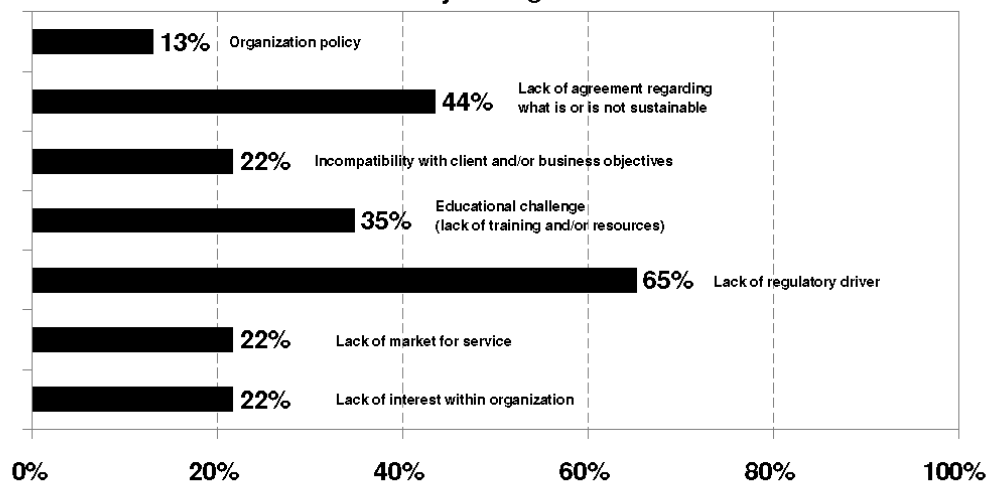 13% Organization policy
44% Lack of agreement regarding
what is or is not sustainable
22% Incompatibility with client and/or business objectives
Educational challenge
35% (lack of training and/or resources)
65% Lack of regulatory driver
22% Lack of market for service
22% Lack of interest within organization
0% 20% 40% 60% 80% 100%